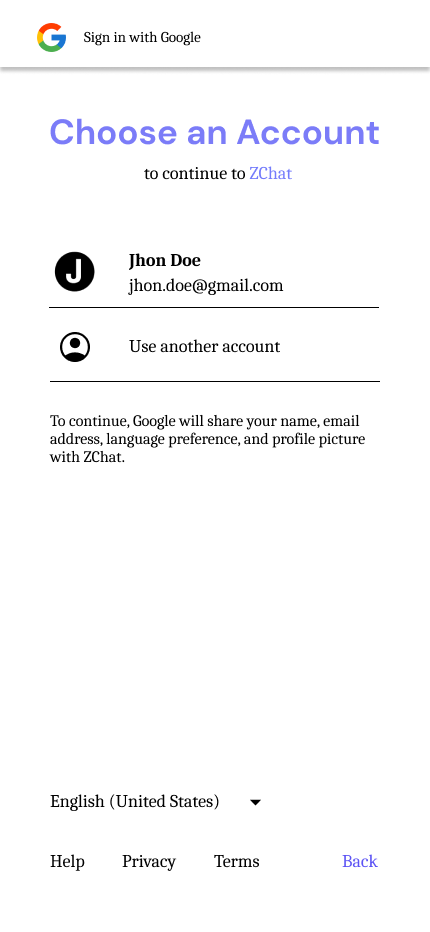 Sign in with Google
Choose an Account
to continue to ZChat
J
Jhon Doe
jhon.doe@gmail.com
Use another account
To continue, Google will share your name, email
address, language preference, and profile picture
with ZChat.
English (United States)
Help Privacy Terms Back